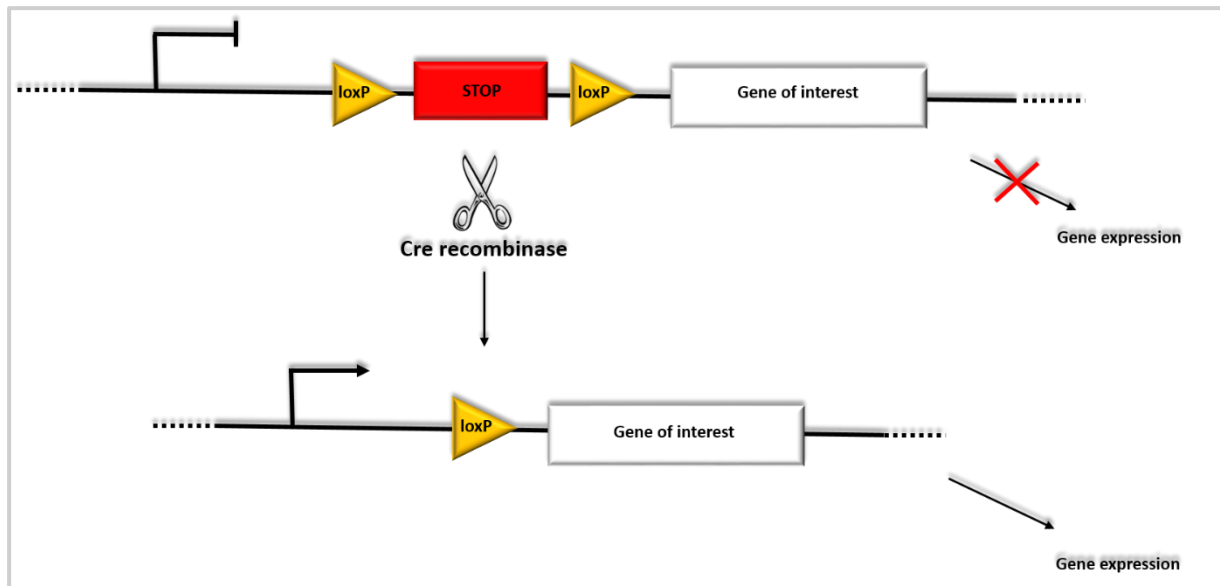 loxP
STOP
loxP
Gene of interest
Gene expression
Cre recombinase
loxP
Gene of interest
Gene expression